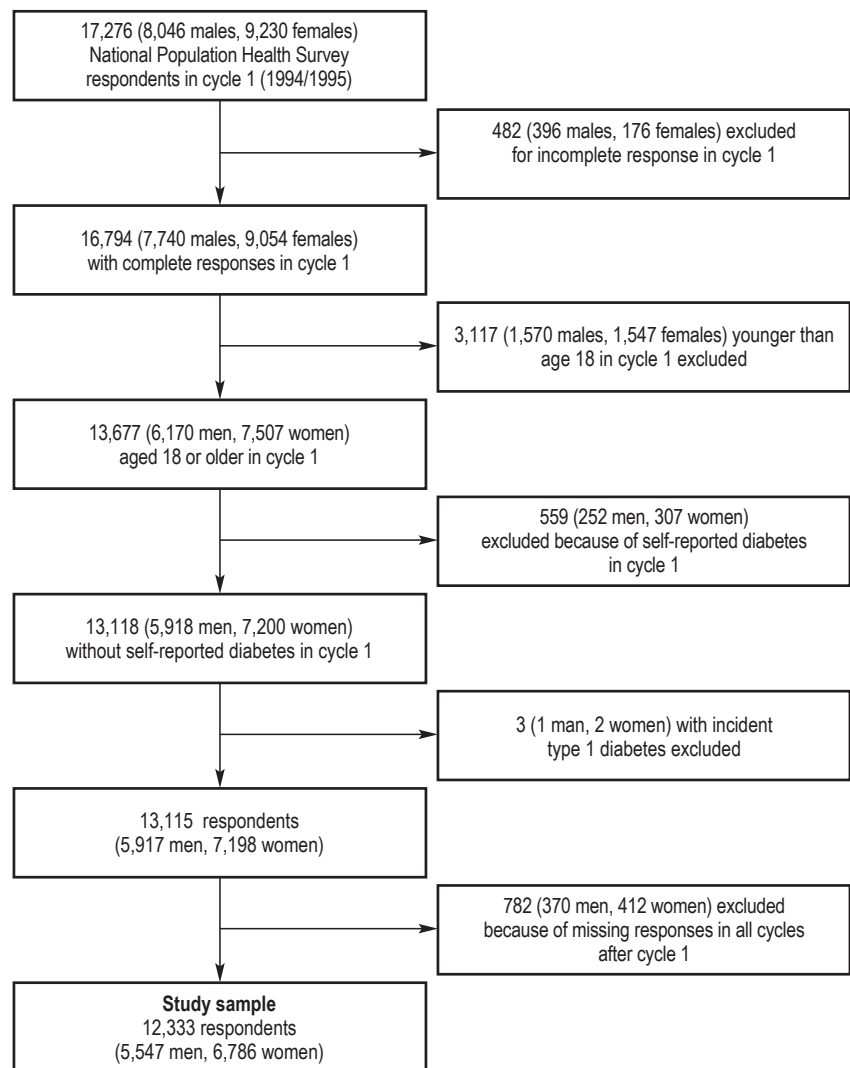 17,276 (8,046 males, 9,230 females)
National Population Health Survey
respondents in cycle 1 (1994/1995)
482 (396 males, 176 females) excluded
for incomplete response in cycle 1
16,794 (7,740 males, 9,054 females)
with complete responses in cycle 1
3,117 (1,570 males, 1,547 females) younger than
age 18 in cycle 1 excluded
13,677 (6,170 men, 7,507 women)
aged 18 or older in cycle 1
559 (252 men, 307 women)
excluded because of self-reported diabetes
in cycle 1
13,118 (5,918 men, 7,200 women)
without self-reported diabetes in cycle 1
3 (1 man, 2 women) with incident
type 1 diabetes excluded
13,115 respondents
(5,917 men, 7,198 women)
782 (370 men, 412 women) excluded
because of missing responses in all cycles
after cycle 1
Study sample
12,333 respondents
(5,547 men, 6,786 women)